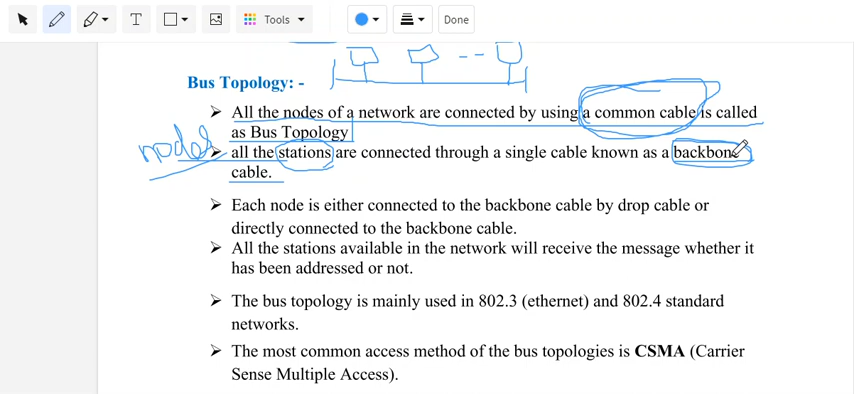 Tools
Done
Bus Topology: -
➢ All the nodes of a network are connected by using a common cable is called
as Bus Topology
nodes
➢ all the stations are connected through a single cable known as a backbone
cable.
➢ Each node is either connected to the backbone cable by drop cable or
directly connected to the backbone cable.
➢ All the stations available in the network will receive the message whether it
has been addressed or not.
➢ The bus topology is mainly used in 802.3 (ethernet) and 802.4 standard
networks.
➢ The most common access method of the bus topologies is CSMA (Carrier
Sense Multiple Access).